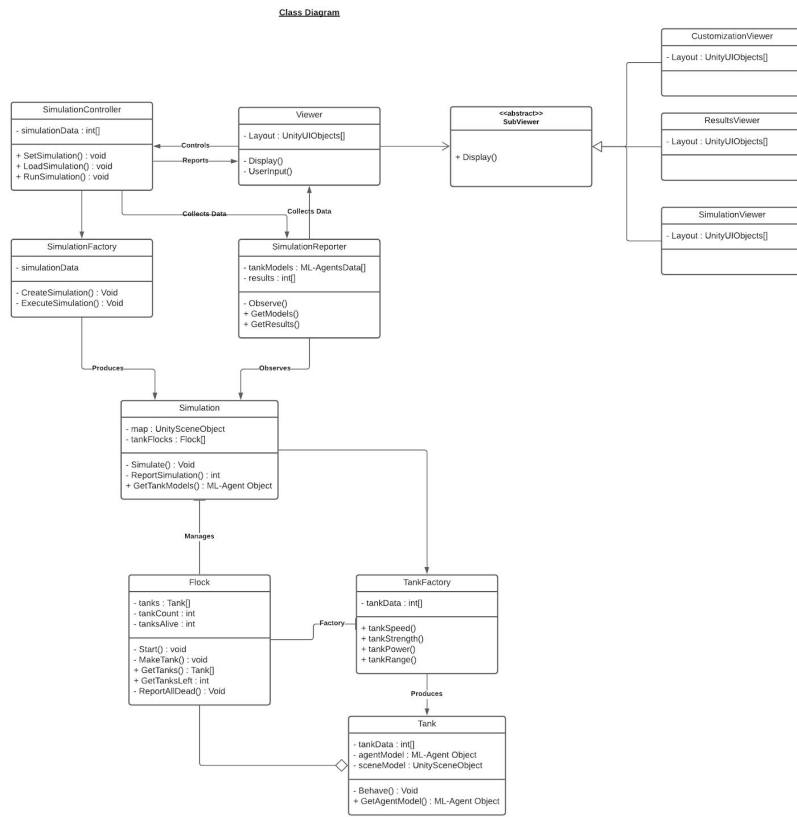 Class Diagram
CustomizationViewer
- Layout : UnityUIObjects[]
SimulationController
- simulationData : int[]
+ SetSimulation() : void
+ LoadSimulation() : void
+ RunSimulation() : void
Controls
Reports
Viewer
- Layout : UnityUIObjects[]
- Display()
- UserInput()
<<abstract>>
SubViewer
+ Display()
ResultsViewer
- Layout : UnityUIObjects[]
SimulationViewer
- Layout : UnityUIObjects[]
Collects Data
Collects Data
SimulationFactory
- simulationData
- CreateSimulation() : Void
- ExecuteSimulation() : Void
SimulationReporter
- tankModels : ML-AgentsData[]
- results : int[]
- Observe()
+ GetModels()
+ GetResults()
Produces
Observes
Simulation
- map : UnitySceneObject
- tankFlocks : Flock[]
- Simulate() : Void
- ReportSimulation() : int
+ GetTankModels() : ML-Agent Object
Manages
Flock
- tanks : Tank[]
- tankCount : int
- tanksAlive : int
- Start() : void
- MakeTank() : void
+ GetTanks() : Tank[]
+ GetTanksLeft : int
- ReportAllDead() : Void
Factory
TankFactory
- tankData : int[]
+ tankSpeed()
+ tankStrength()
+ tankPower()
+ tankRange()
Produces
Tank
- tankData : int[]
- agentModel : ML-Agent Object
- sceneModel : UnitySceneObject
- Behave() : Void
+ GetAgentModel() : ML-Agent Object